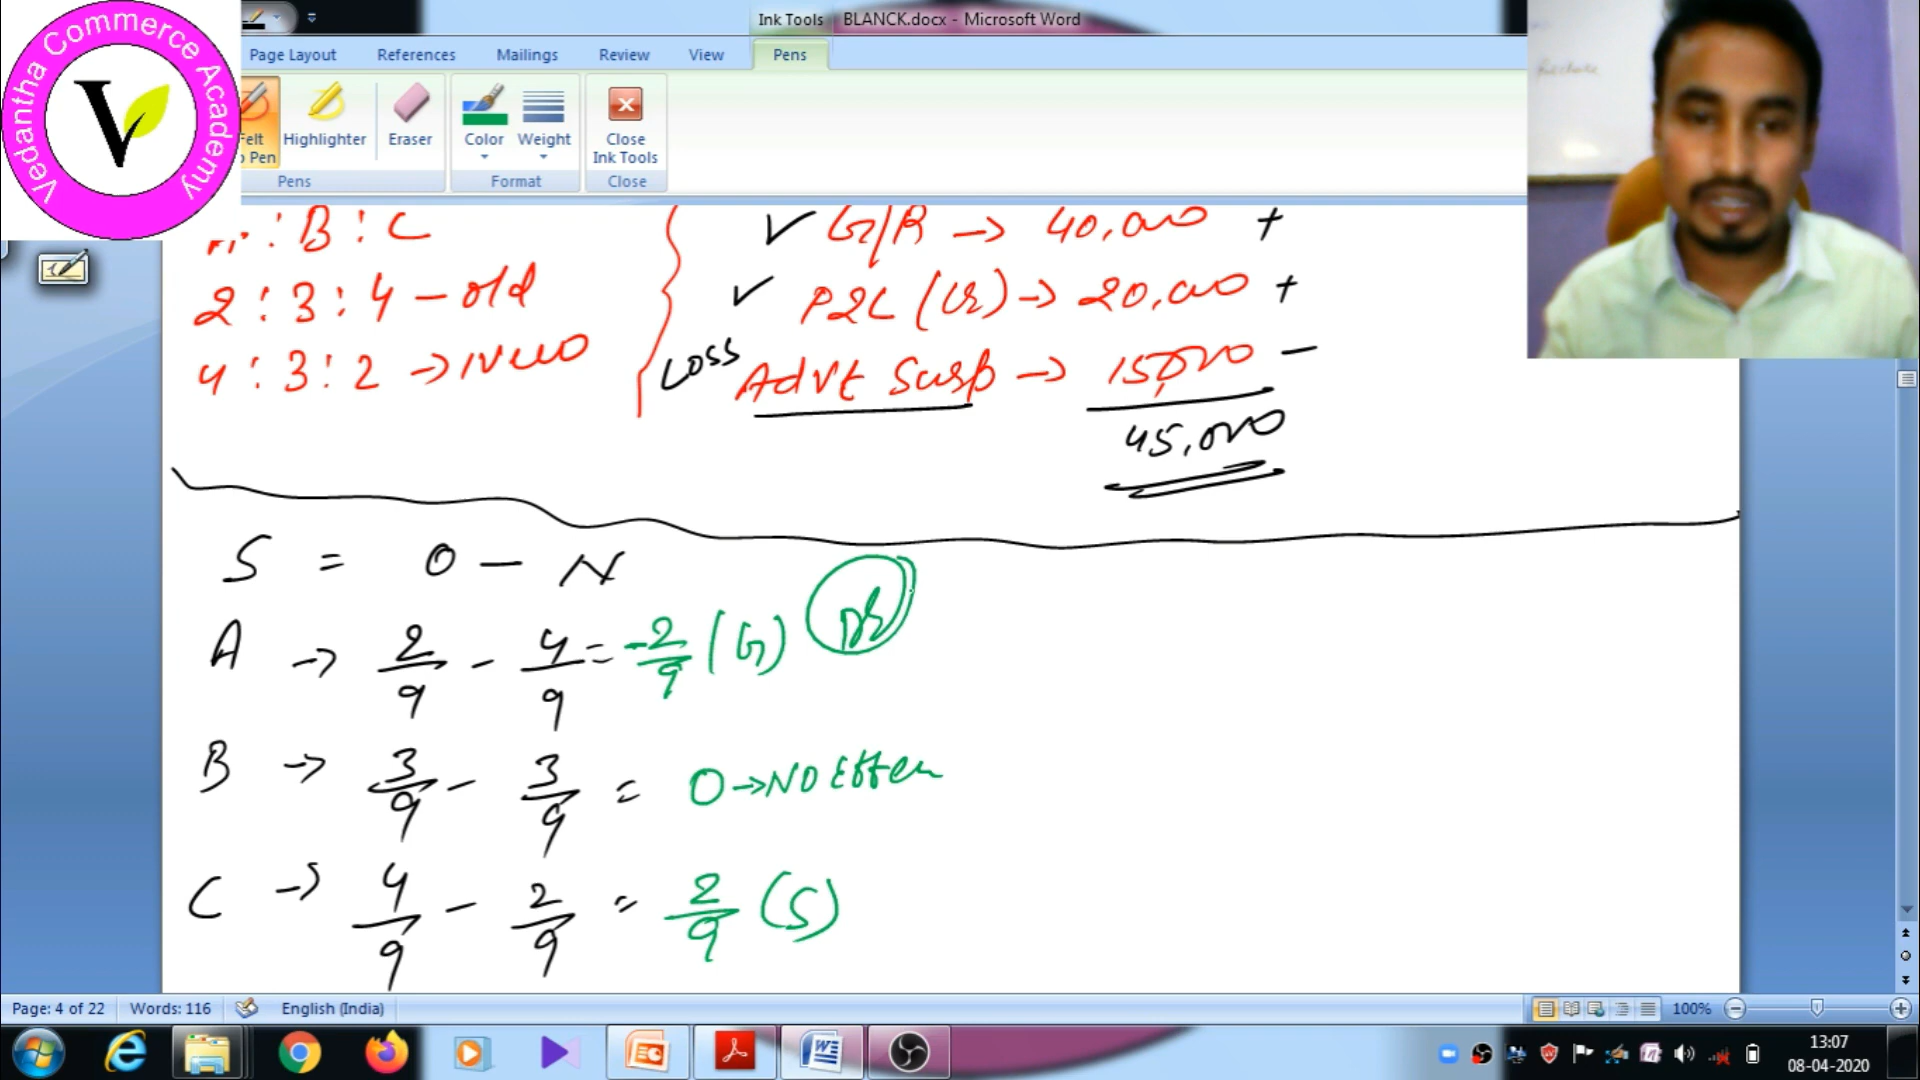 Ink Tools BLANCK.docx - Microsoft Word
Page Layout References Mailings Review View Pens
Vedantha Commerce Academy
V
Felt Highlighter Eraser Color Weight Close
Pen Ink Tools
Pens Format Close
: B : C
2 : 3 : 4 - old
4 : 3 : 2 → New
✓ G/R → 40,000 +
✓ P2L (Cr) → 20,000 +
Loss Advt Susp → 15,000 -
45,000
S = O - N
A → 2/9 - 4/9 = -2/9 (G) Dr
B → 3/9 - 3/9 = 0 → NO Effect
C → 4/9 - 2/9 = 2/9 (S)
Page: 4 of 22 Words: 116 English (India) 100%
13:07
08-04-2020